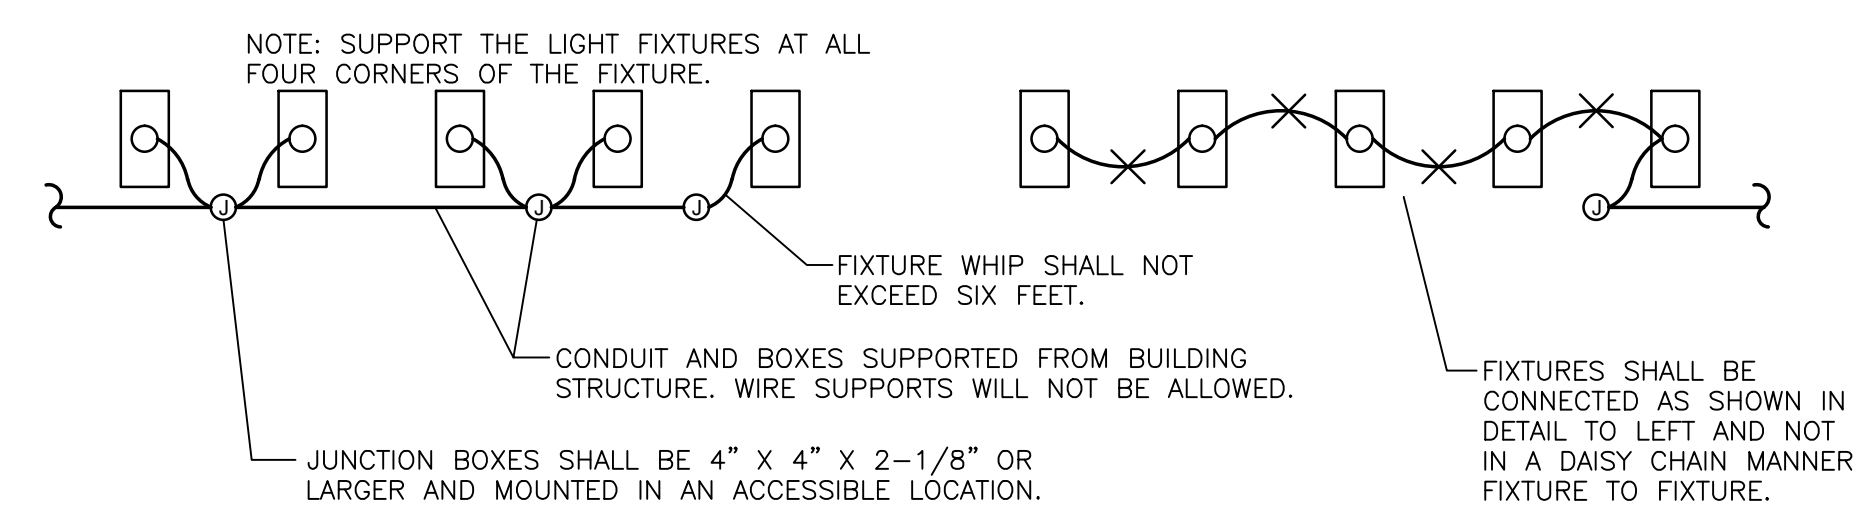 NOTE: SUPPORT THE LIGHT FIXTURES AT ALL
FOUR CORNERS OF THE FIXTURE.
J
J
J
J
FIXTURE WHIP SHALL NOT
EXCEED SIX FEET.
CONDUIT AND BOXES SUPPORTED FROM BUILDING
STRUCTURE. WIRE SUPPORTS WILL NOT BE ALLOWED.
JUNCTION BOXES SHALL BE 4” X 4” X 2-1/8” OR
LARGER AND MOUNTED IN AN ACCESSIBLE LOCATION.
FIXTURES SHALL BE
CONNECTED AS SHOWN IN
DETAIL TO LEFT AND NOT
IN A DAISY CHAIN MANNER
FIXTURE TO FIXTURE.